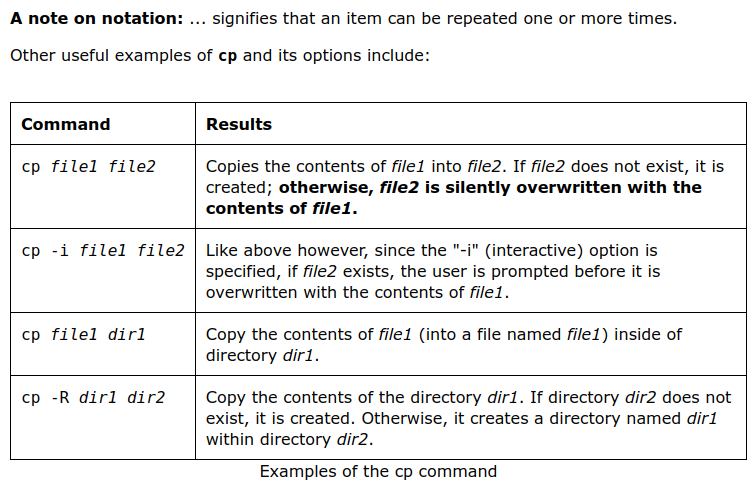 A note on notation: ... signifies that an item can be repeated one or more times.
Other useful examples of cp and its options include:
Command
Results
cp file1 file2
Copies the contents of file1 into file2. If file2 does not exist, it is
created; otherwise, file2 is silently overwritten with the
contents of file1.
cp -i file1 file2
Like above however, since the "-i" (interactive) option is
specified, if file2 exists, the user is prompted before it is
overwritten with the contents of file1.
cp file1 dir1
Copy the contents of file1 (into a file named file1) inside of
directory dir1.
cp -R dir1 dir2
Copy the contents of the directory dir1. If directory dir2 does not
exist, it is created. Otherwise, it creates a directory named dir1
within directory dir2.
Examples of the cp command